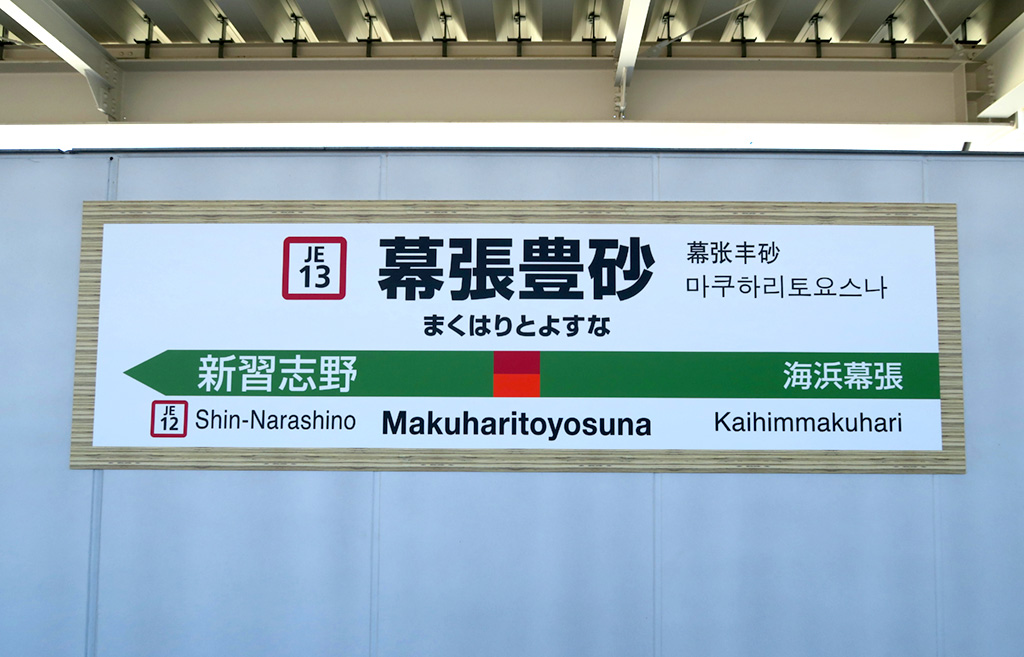 JE
13
幕張豊砂
幕张丰砂
마쿠하리토요스나
まくはりとよすな
新習志野
海浜幕張
JE
12
Shin-Narashino
Makuharitoyosuna
Kaihimmakuhari